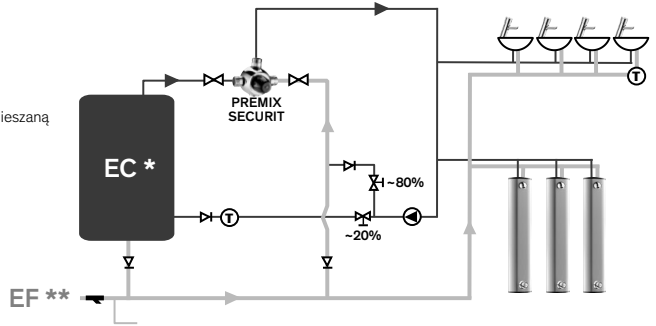 ieszaną
PREMIX
SECURIT
EC *
~80%
T
T
~20%
EF **